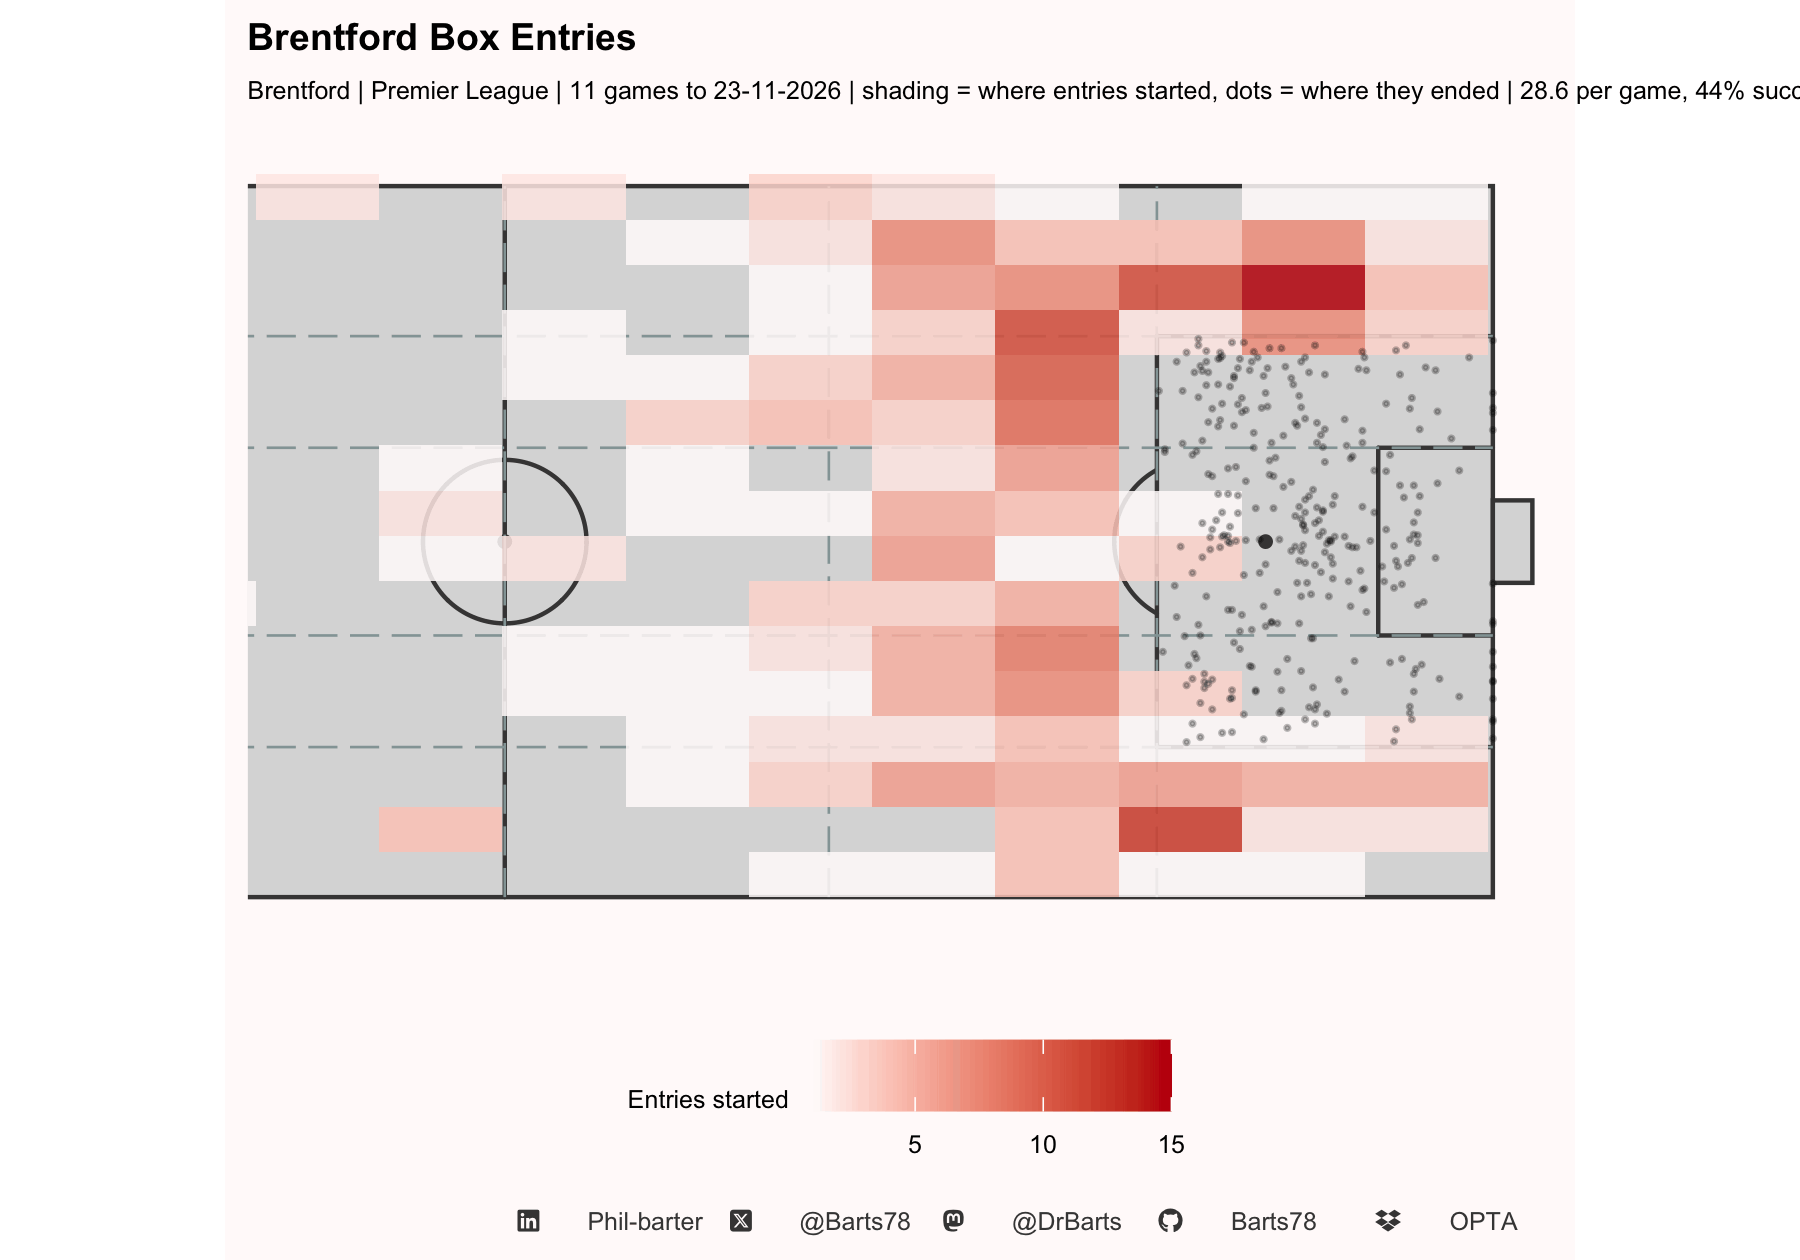 Brentford Box Entries
Brentford | Premier League | 11 games to 23-11-2026 | shading = where entries started, dots = where they ended | 28.6 per game, 44% succ
Entries started
5 10 15
Phil-barter @Barts78 @DrBarts Barts78 OPTA